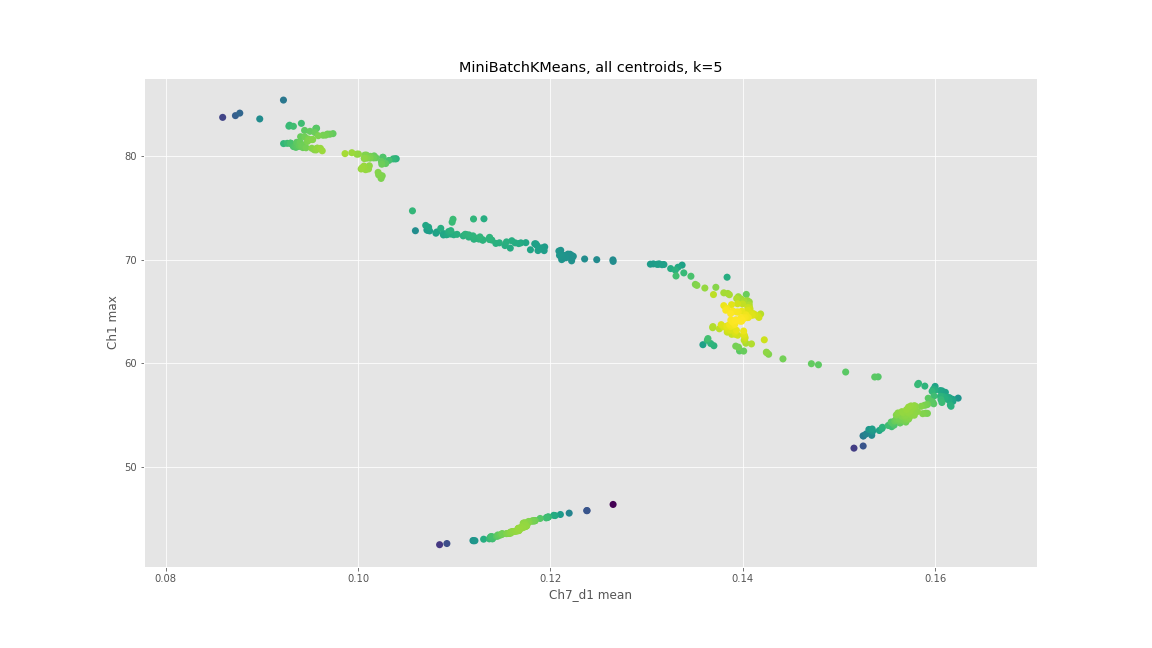 MiniBatchKMeans, all centroids, k=5
Ch1 max
80
70
60
50
0.08 0.10 0.12 0.14 0.16
Ch7_d1 mean